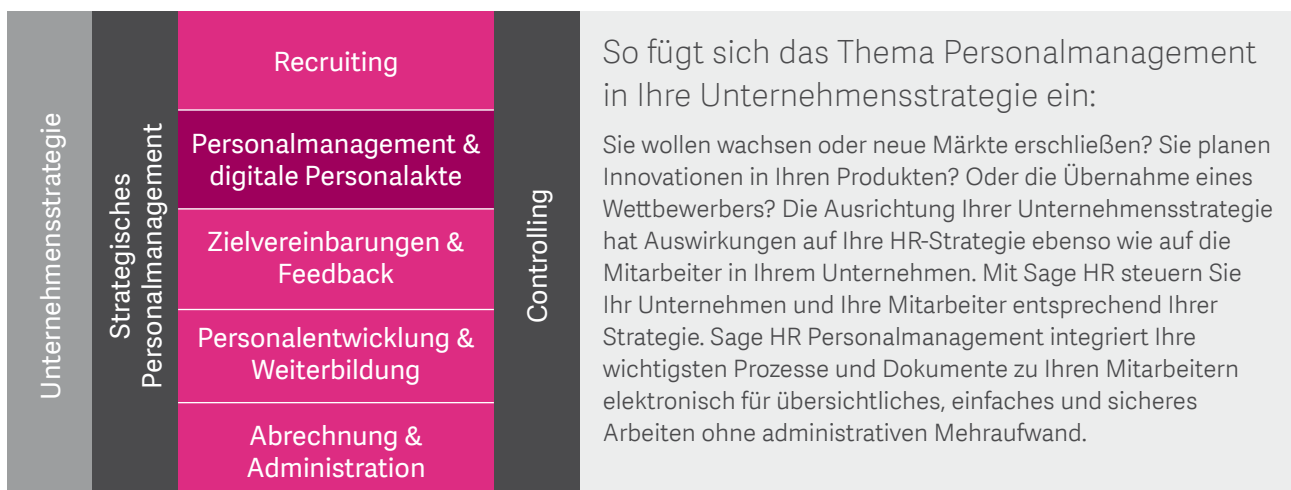 Unternehmensstrategie
Strategisches
Personalmanagement
Recruiting
Personalmanagement &
digitale Personalakte
Zielvereinbarungen &
Feedback
Personalentwicklung &
Weiterbildung
Abrechnung &
Administration
Controlling
So fügt sich das Thema Personalmanagement
in Ihre Unternehmensstrategie ein:
Sie wollen wachsen oder neue Märkte erschließen? Sie planen
Innovationen in Ihren Produkten? Oder die Übernahme eines
Wettbewerbers? Die Ausrichtung Ihrer Unternehmensstrategie
hat Auswirkungen auf Ihre HR-Strategie ebenso wie auf die
Mitarbeiter in Ihrem Unternehmen. Mit Sage HR steuern Sie
Ihr Unternehmen und Ihre Mitarbeiter entsprechend Ihrer
Strategie. Sage HR Personalmanagement integriert Ihre
wichtigsten Prozesse und Dokumente zu Ihren Mitarbeitern
elektronisch für übersichtliches, einfaches und sicheres
Arbeiten ohne administrativen Mehraufwand.